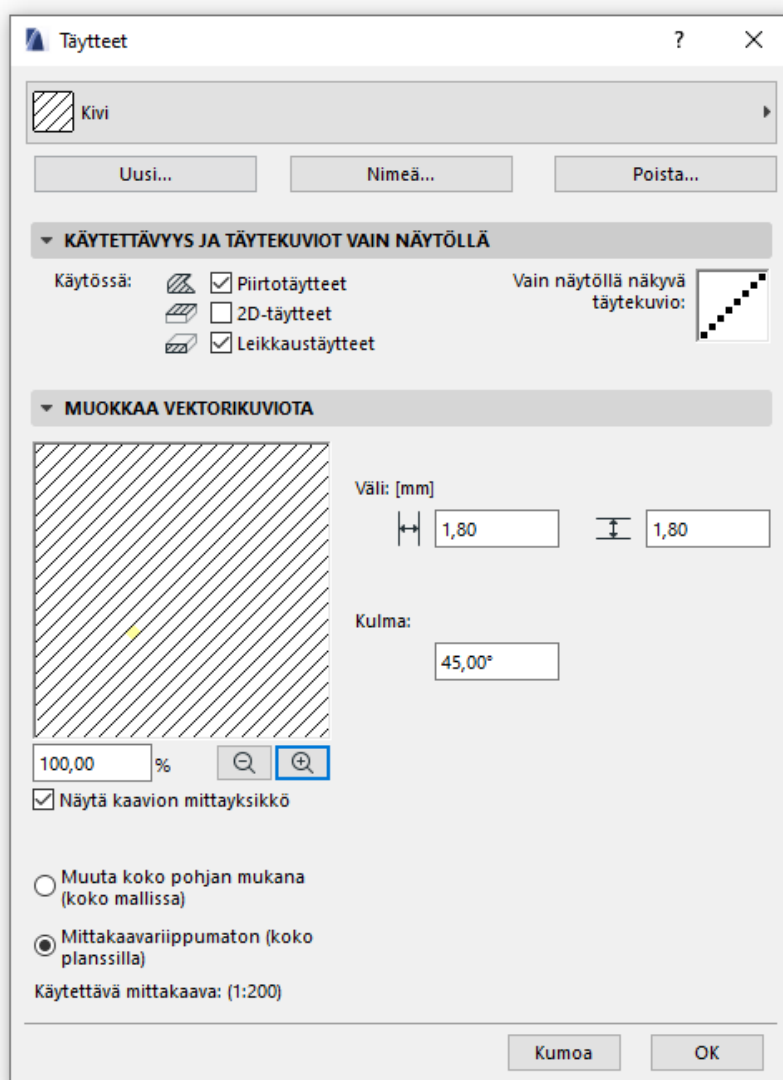 Täytteet ?
Kivi
Uusi... Nimeä... Poista...
KÄYTETTÄVYYS JA TÄYTEKUVIOT VAIN NÄYTÖLLÄ
Käytössä:
Piirtotäytteet
2D-täytteet
Leikkaustäytteet
Vain näytöllä näkyvä
täytekuvio:
MUOKKAA VEKTORIKUVIOTA
Väli: [mm]
1,80 1,80
Kulma:
45,00°
100,00 %
Näytä kaavion mittayksikkö
Muuta koko pohjan mukana
(koko mallissa)
Mittakaavariippumaton (koko
planssilla)
Käytettävä mittakaava: (1:200)
Kumoa OK